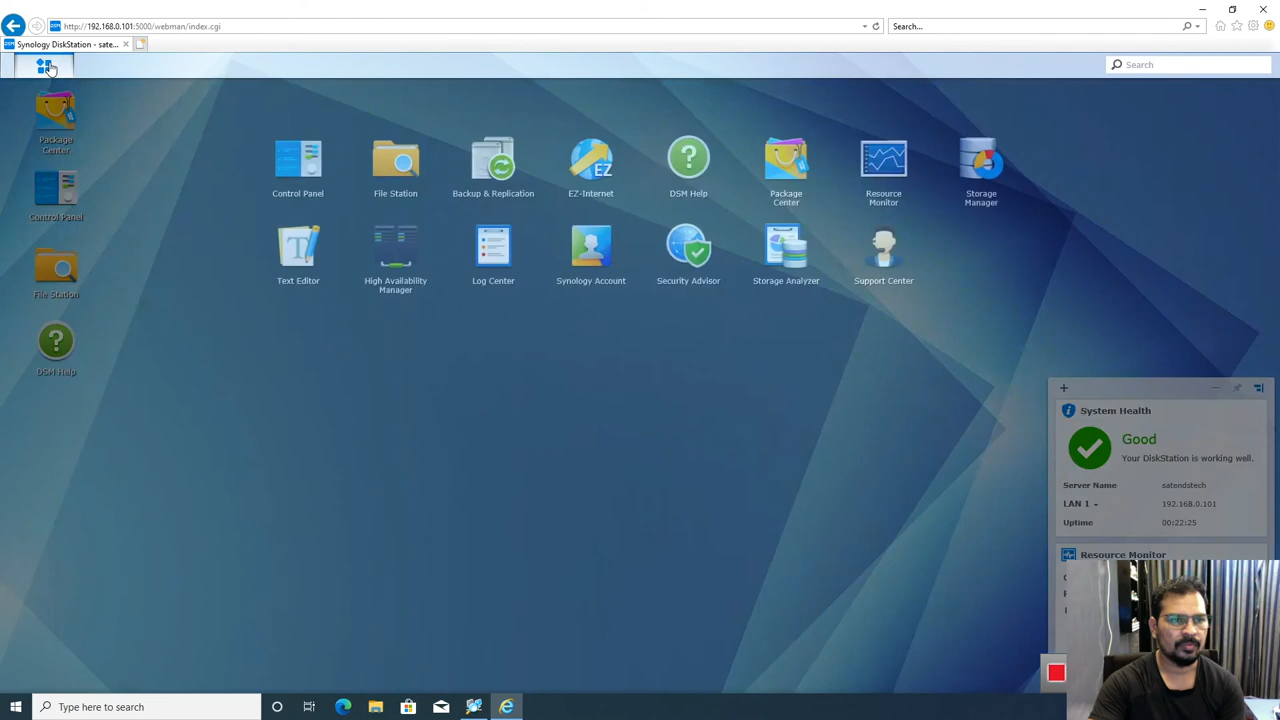 http://192.168.0.101:5000/webman/index.cgi
Search...
Synology DiskStation - sate...
Search
Package
Center
Control Panel
File Station
DSM Help
Control Panel
File Station
Backup & Replication
EZ
EZ-Internet
DSM Help
Package
Center
Resource
Monitor
Storage
Manager
Text Editor
High Availability
Manager
Log Center
Synology Account
Security Advisor
Storage Analyzer
Support Center
System Health
Good
Your DiskStation is working well.
Server Name satendstech
LAN 1 192.168.0.101
Uptime 00:22:25
Resource Monitor
Type here to search